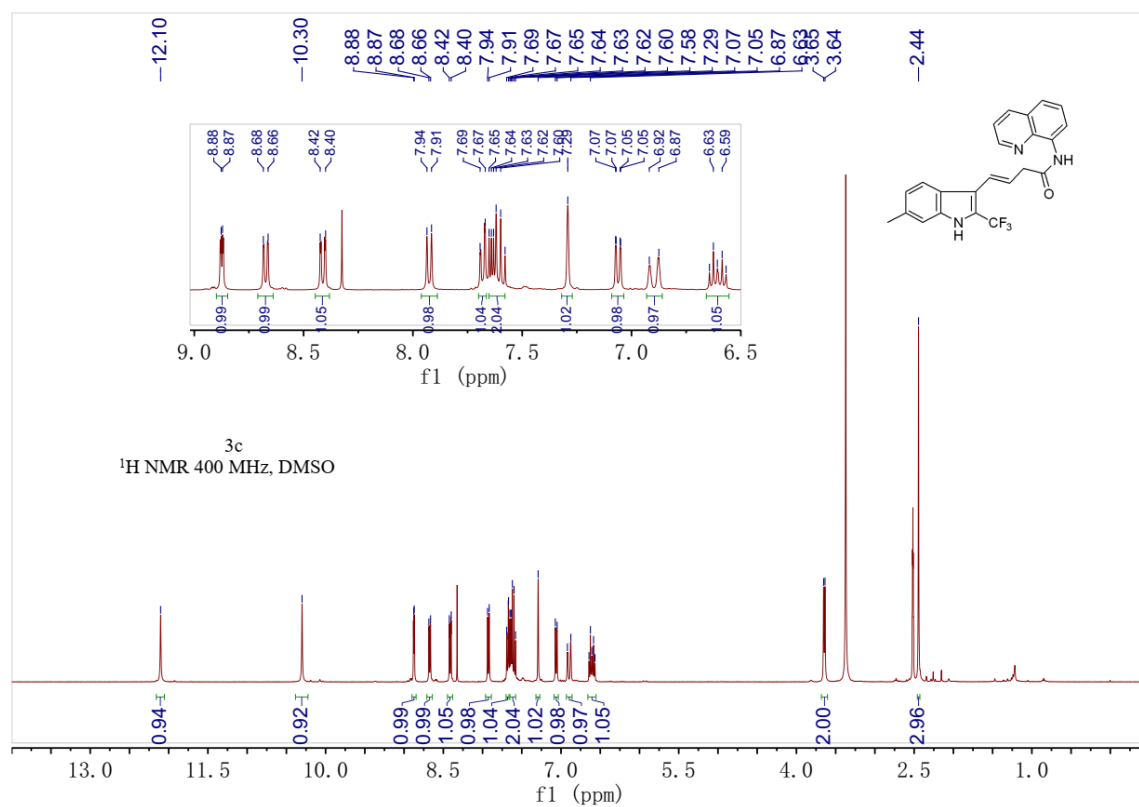 12.10 10.30 8.88 8.87 8.68 8.66 8.42 8.40 7.94 7.91 7.69 7.67 7.65 7.64 7.63 7.62 7.60 7.58 7.29 7.07 7.05 6.87 6.63 3.65 3.64 2.44
8.88 8.87 8.68 8.66 8.42 8.40 7.94 7.91 7.69 7.67 7.65 7.64 7.63 7.62 7.60 7.29 7.07 7.07 7.05 7.05 6.92 6.87 6.63 6.59
N
HN
O
N
H
CF3
0.99 0.99 1.05 0.98 1.04 2.04 1.02 0.98 0.97 1.05
9.0 8.5 8.0 7.5 7.0 6.5
f1 (ppm)
3c
1H NMR 400 MHz, DMSO
0.94 0.92 0.99 0.99 1.05 0.98 1.04 2.04 1.02 0.98 0.97 1.05 2.00 2.96
13.0 11.5 10.0 8.5 7.0 5.5 4.0 2.5 1.0
f1 (ppm)